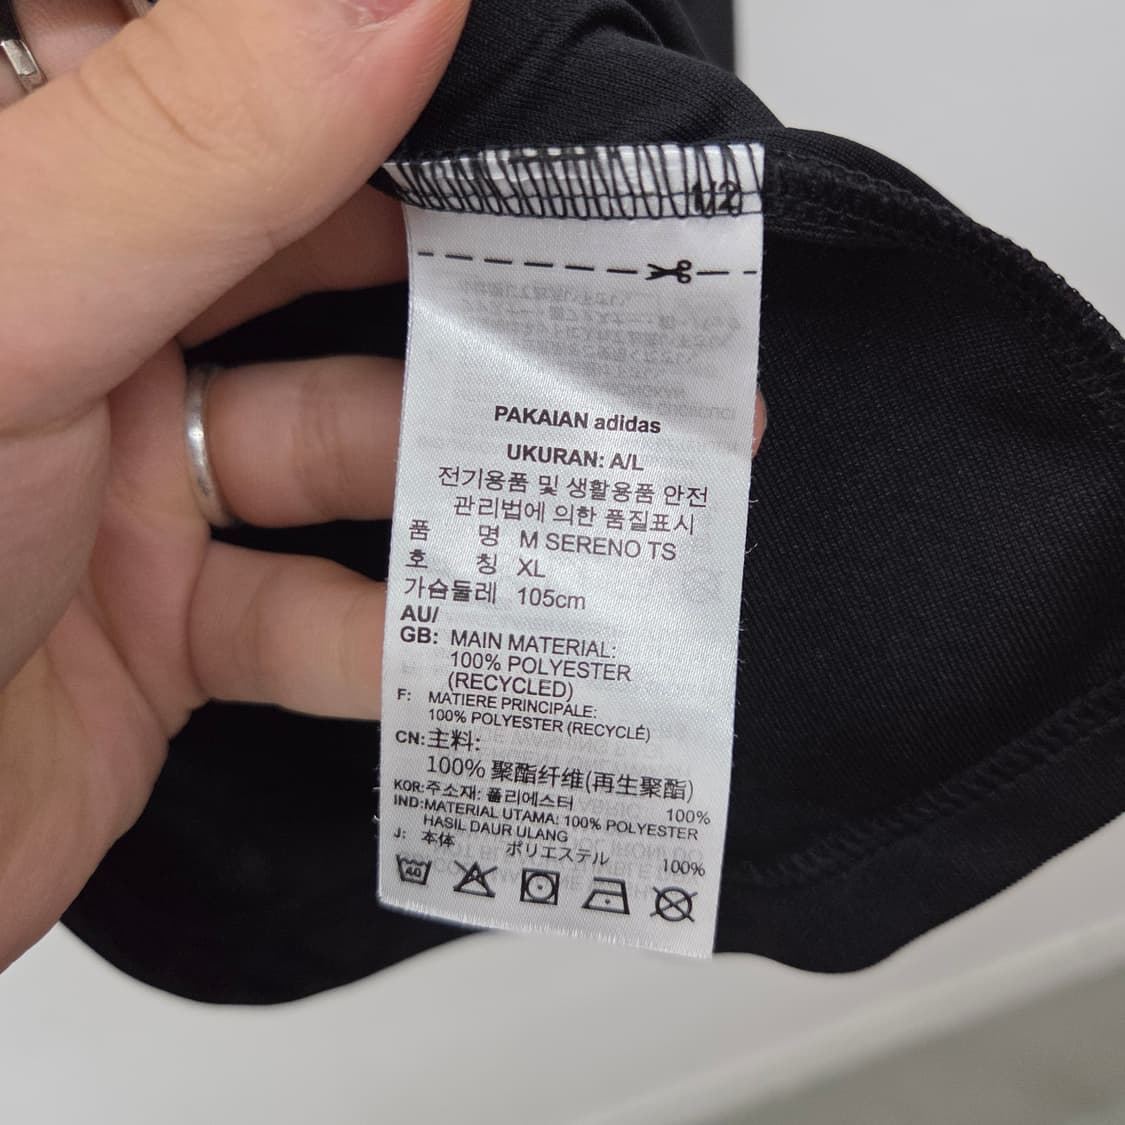 1/2
PAKAIAN adidas
UKURAN: A/L
전기용품 및 생활용품 안전
관리법에 의한 품질표시
품 명 M SERENO TS
호 칭 XL
가슴둘레 105cm
AU/
GB: MAIN MATERIAL:
100% POLYESTER
(RECYCLED)
F: MATIERE PRINCIPALE:
100% POLYESTER (RECYCLÉ)
CN: 主料:
100% 聚酯纤维(再生聚酯)
KOR: 주소재: 폴리에스터 100%
IND: MATERIAL UTAMA: 100% POLYESTER
HASIL DAUR ULANG
J: 本体 ポリエステル 100%
40